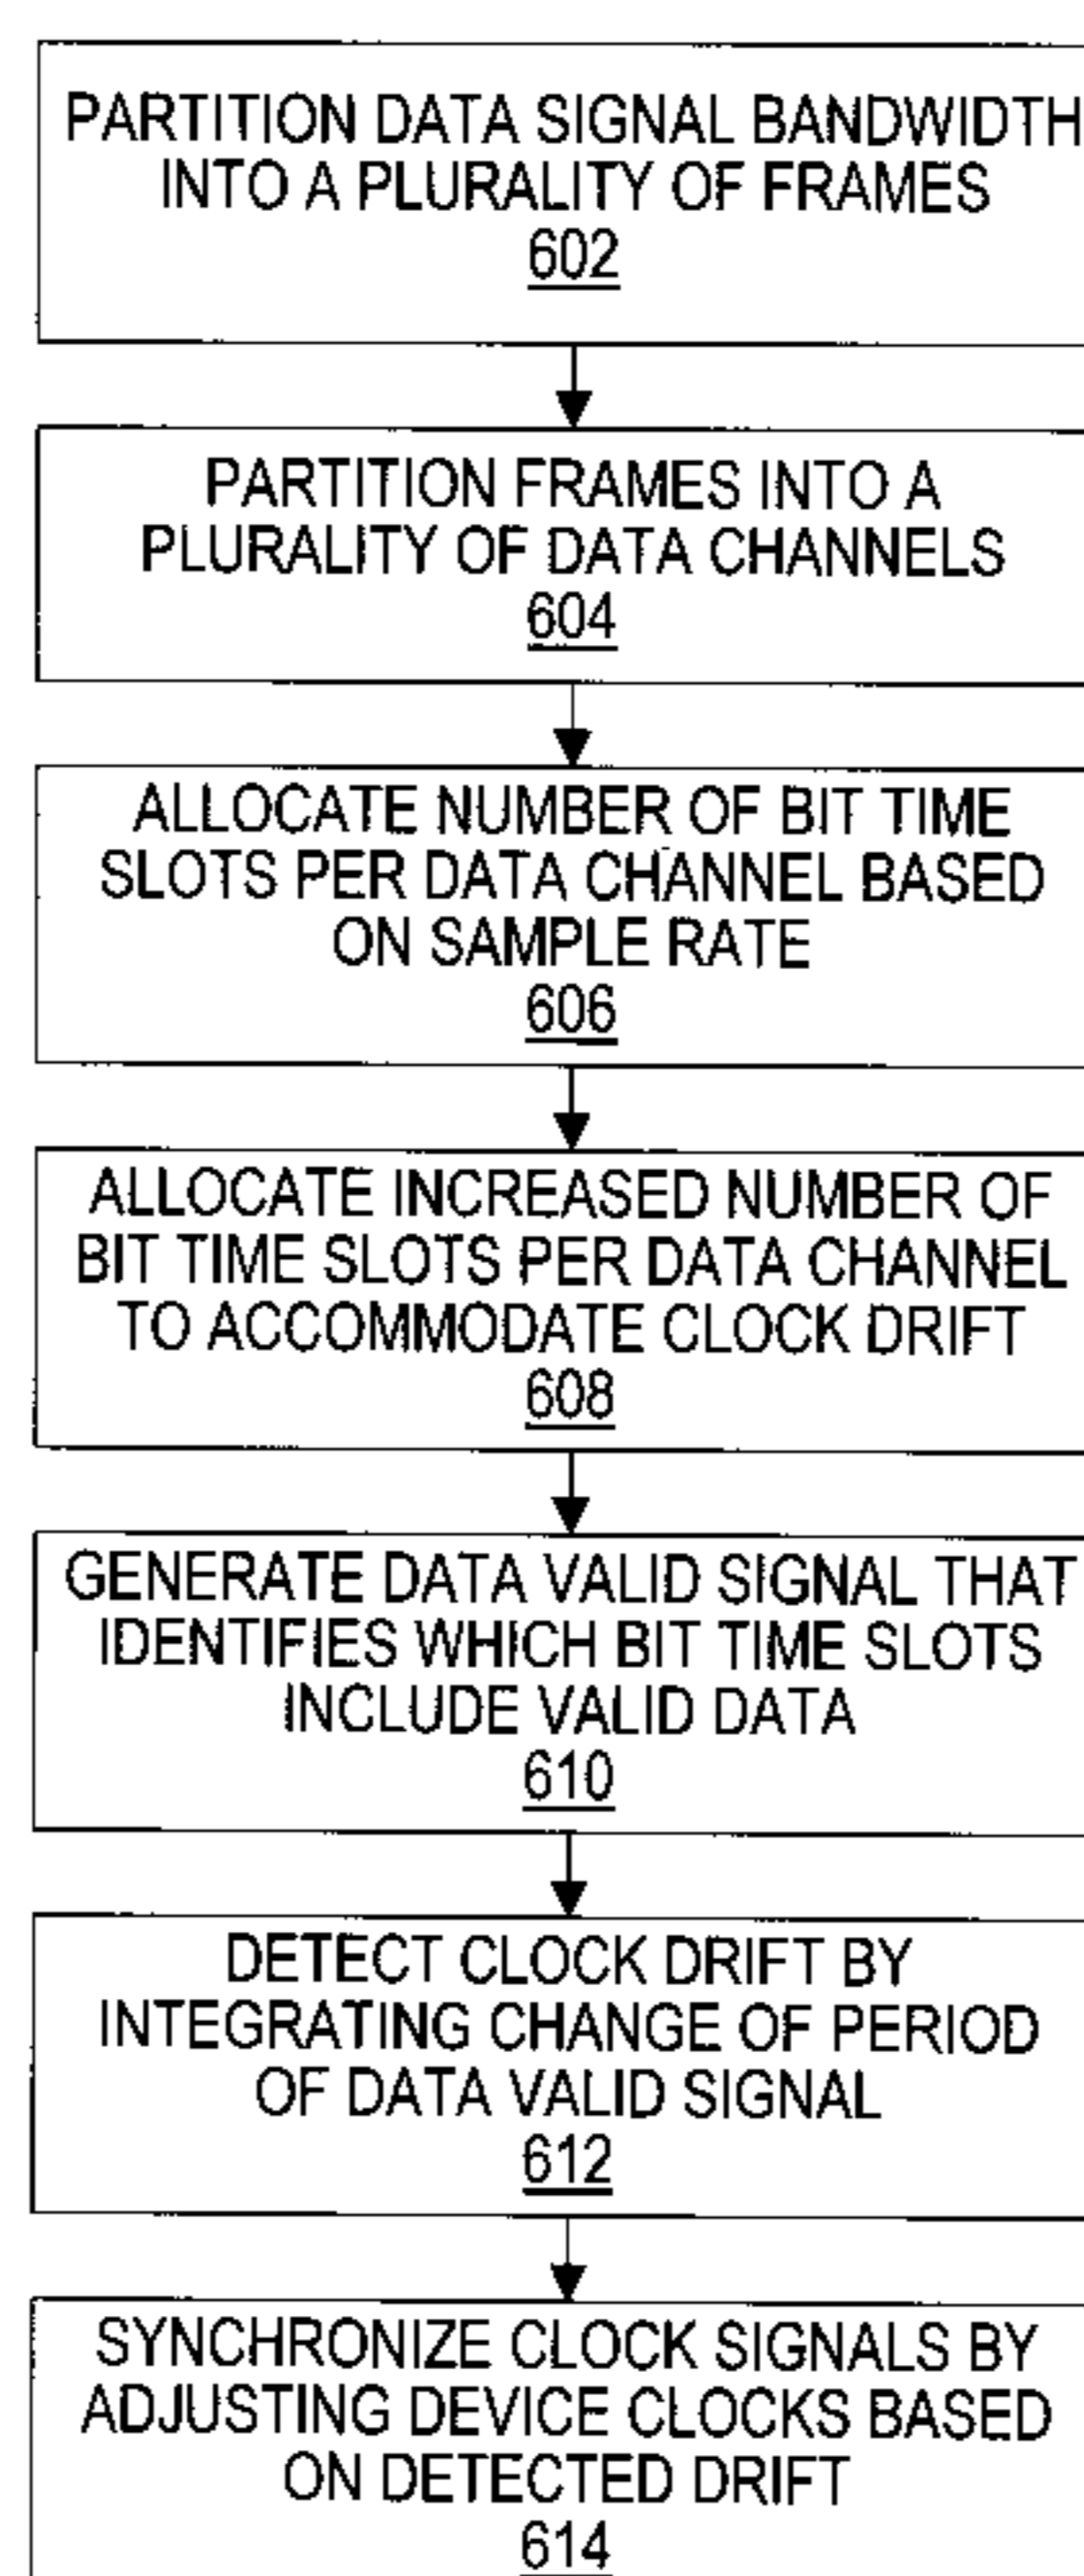 PARTITION DATA SIGNAL BANDWIDTH
INTO A PLURALITY OF FRAMES
602
PARTITION FRAMES INTO A
PLURALITY OF DATA CHANNELS
604
ALLOCATE NUMBER OF BIT TIME
SLOTS PER DATA CHANNEL BASED
ON SAMPLE RATE
606
ALLOCATE INCREASED NUMBER OF
BIT TIME SLOTS PER DATA CHANNEL
TO ACCOMMODATE CLOCK DRIFT
608
GENERATE DATA VALID SIGNAL THAT
IDENTIFIES WHICH BIT TIME SLOTS
INCLUDE VALID DATA
610
DETECT CLOCK DRIFT BY
INTEGRATING CHANGE OF PERIOD
OF DATA VALID SIGNAL
612
SYNCHRONIZE CLOCK SIGNALS BY
ADJUSTING DEVICE CLOCKS BASED
ON DETECTED DRIFT
614